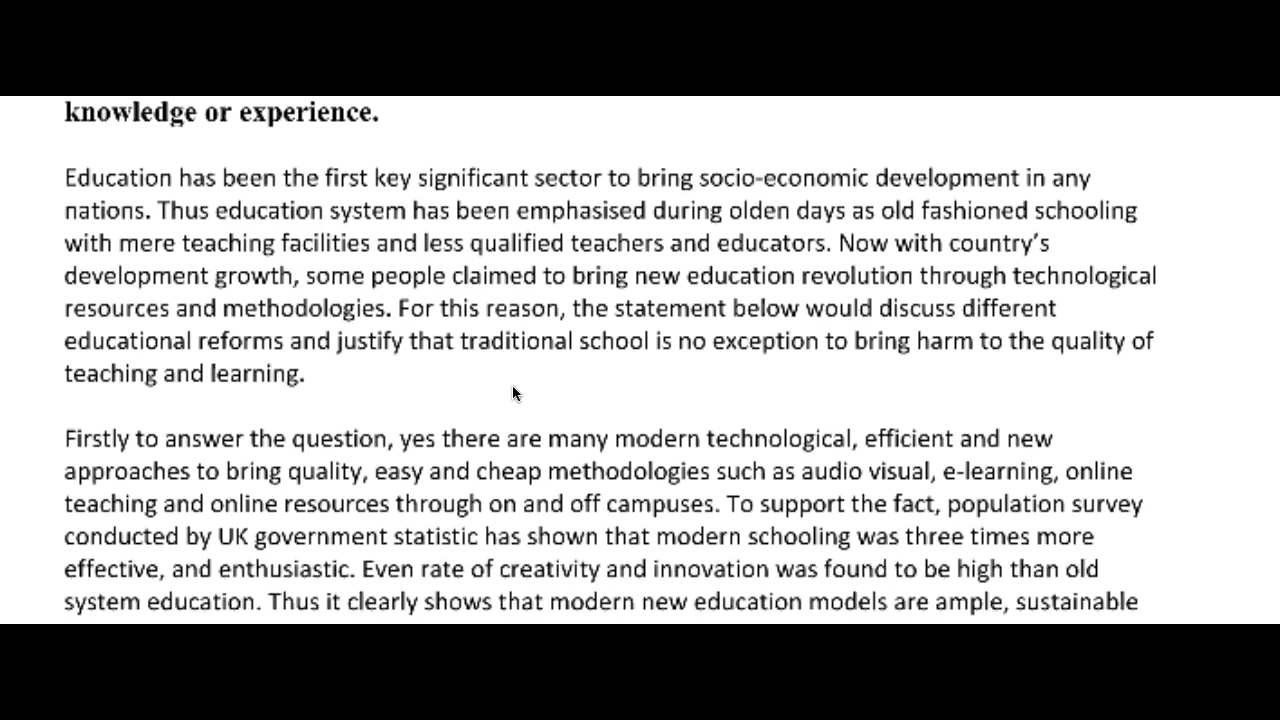 knowledge or experience.
Education has been the first key significant sector to bring socio-economic development in any
nations. Thus education system has been emphasised during olden days as old fashioned schooling
with mere teaching facilities and less qualified teachers and educators. Now with country’s
development growth, some people claimed to bring new education revolution through technological
resources and methodologies. For this reason, the statement below would discuss different
educational reforms and justify that traditional school is no exception to bring harm to the quality of
teaching and learning.
Firstly to answer the question, yes there are many modern technological, efficient and new
approaches to bring quality, easy and cheap methodologies such as audio visual, e-learning, online
teaching and online resources through on and off campuses. To support the fact, population survey
conducted by UK government statistic has shown that modern schooling was three times more
effective, and enthusiastic. Even rate of creativity and innovation was found to be high than old
system education. Thus it clearly shows that modern new education models are ample, sustainable